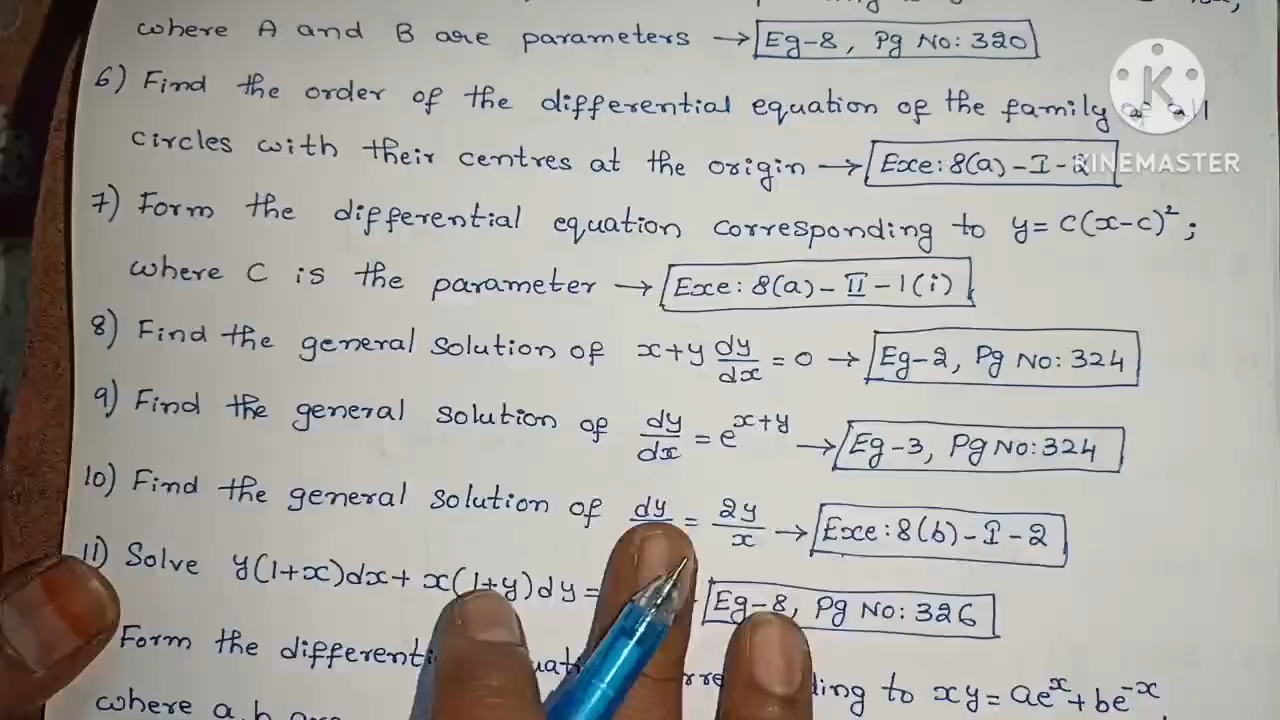 where A and B are parameters → Eg-8, Pg No: 320
K
6) Find the order of the differential equation of the family of all
circles with their centres at the origin → Exe: 8(a)-I-2
KINEMASTER
7) Form the differential equation corresponding to y = c(x-c)²;
where C is the parameter → Exe: 8(a)-II-1(i)
8) Find the general solution of x+y dy/dx = 0 → Eg-2, Pg No: 324
9) Find the general solution of dy/dx = e^{x+y} → Eg-3, Pg No: 324
10) Find the general solution of dy = 2y/x → Exe: 8(b)-I-2
11) Solve y(1+x)dx + x(1+y)dy = Eg-8, Pg No: 326
Form the to xy = ae^x + be^{-x}
where a, b